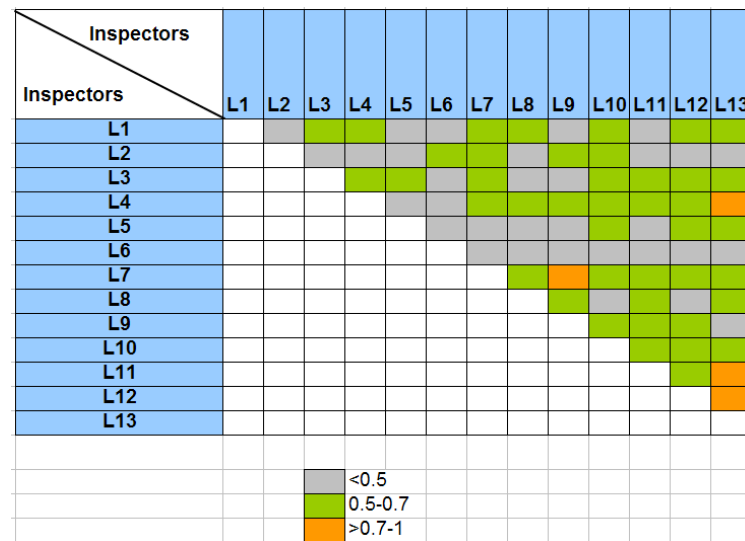 Inspectors
Inspectors
L1 L2 L3 L4 L5 L6 L7 L8 L9 L10 L11 L12 L13
L1
L2
L3
L4
L5
L6
L7
L8
L9
L10
L11
L12
L13
<0.5
0.5-0.7
>0.7-1